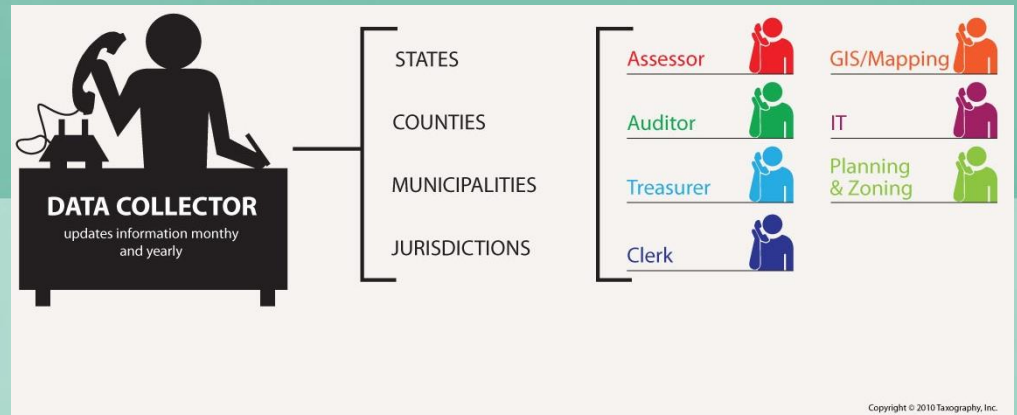 DATA COLLECTOR
updates information monthy
and yearly
STATES
COUNTIES
MUNICIPALITIES
JURISDICTIONS
Assessor
Auditor
Treasurer
Clerk
GIS/Mapping
IT
Planning
& Zoning
Copyright © 2010 Taxography, Inc.